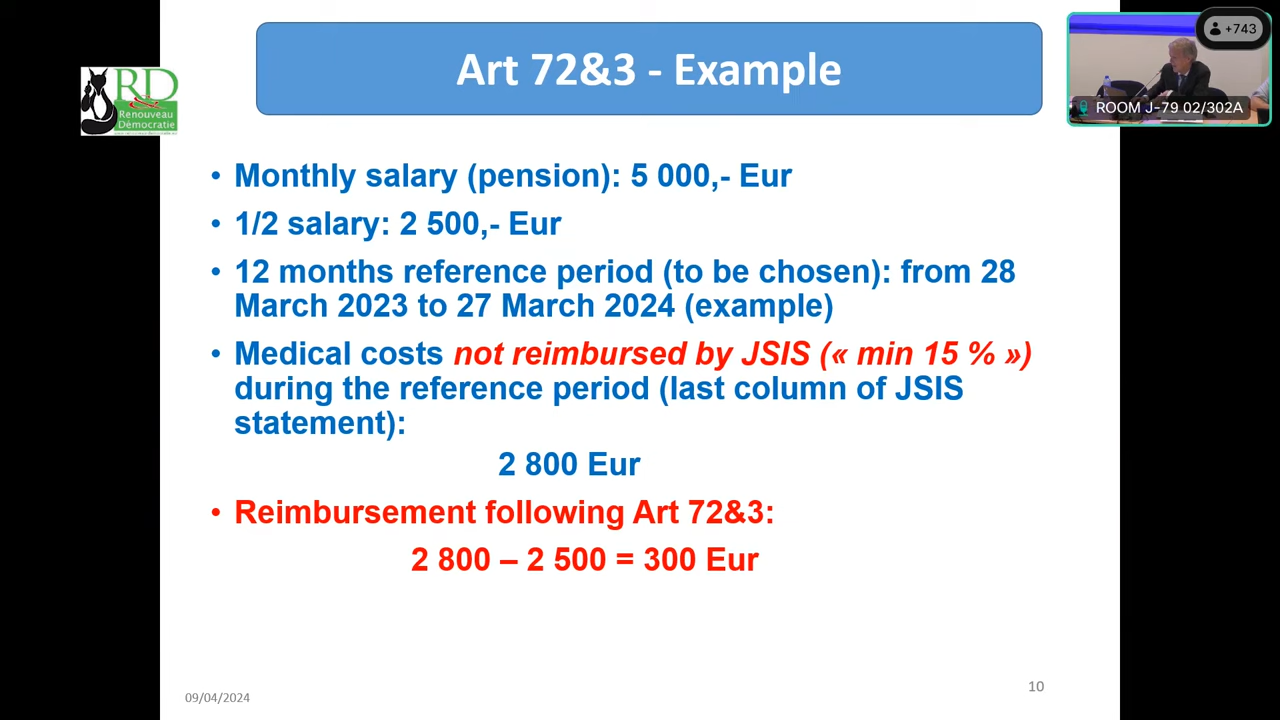 Art 72&3 - Example
+743
RD
&
Renouveau
Démocratie
ROOM J-79 02/302A
• Monthly salary (pension): 5 000,- Eur
• 1/2 salary: 2 500,- Eur
• 12 months reference period (to be chosen): from 28
March 2023 to 27 March 2024 (example)
• Medical costs not reimbursed by JSIS (« min 15 % »)
during the reference period (last column of JSIS
statement):
2 800 Eur
• Reimbursement following Art 72&3:
2 800 – 2 500 = 300 Eur
09/04/2024
10